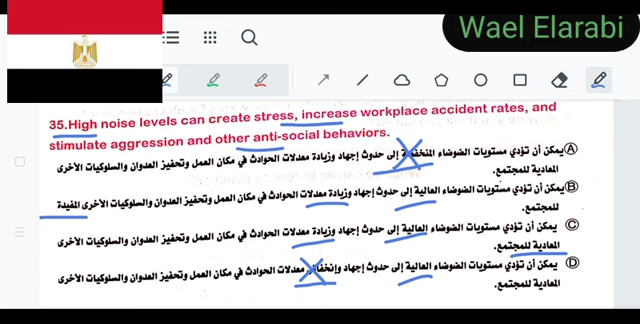 Wael Elarabi
35.High noise levels can create stress, increase workplace accident rates, and
stimulate aggression and other anti-social behaviors.
Ⓐ يمكن أن تؤدي مستويات الضوضاء المنخفضة إلى حدوث إجهاد وزيادة معدلات الحوادث في مكان العمل وتحفيز العدوان والسلوكيات الأخرى
المعادية للمجتمع.
Ⓑ يمكن أن تؤدي مستويات الضوضاء العالية إلى حدوث إجهاد وزيادة معدلات الحوادث في مكان العمل وتحفيز العدوان والسلوكيات الأخرى المفيدة
للمجتمع.
Ⓒ يمكن أن تؤدي مستويات الضوضاء العالية إلى حدوث إجهاد وزيادة معدلات الحوادث في مكان العمل وتحفيز العدوان والسلوكيات الأخرى
المعادية للمجتمع.
Ⓓ يمكن أن تؤدي مستويات الضوضاء العالية إلى حدوث إجهاد وإنخفاض معدلات الحوادث في مكان العمل وتحفيز العدوان والسلوكيات الأخرى
المعادية للمجتمع.